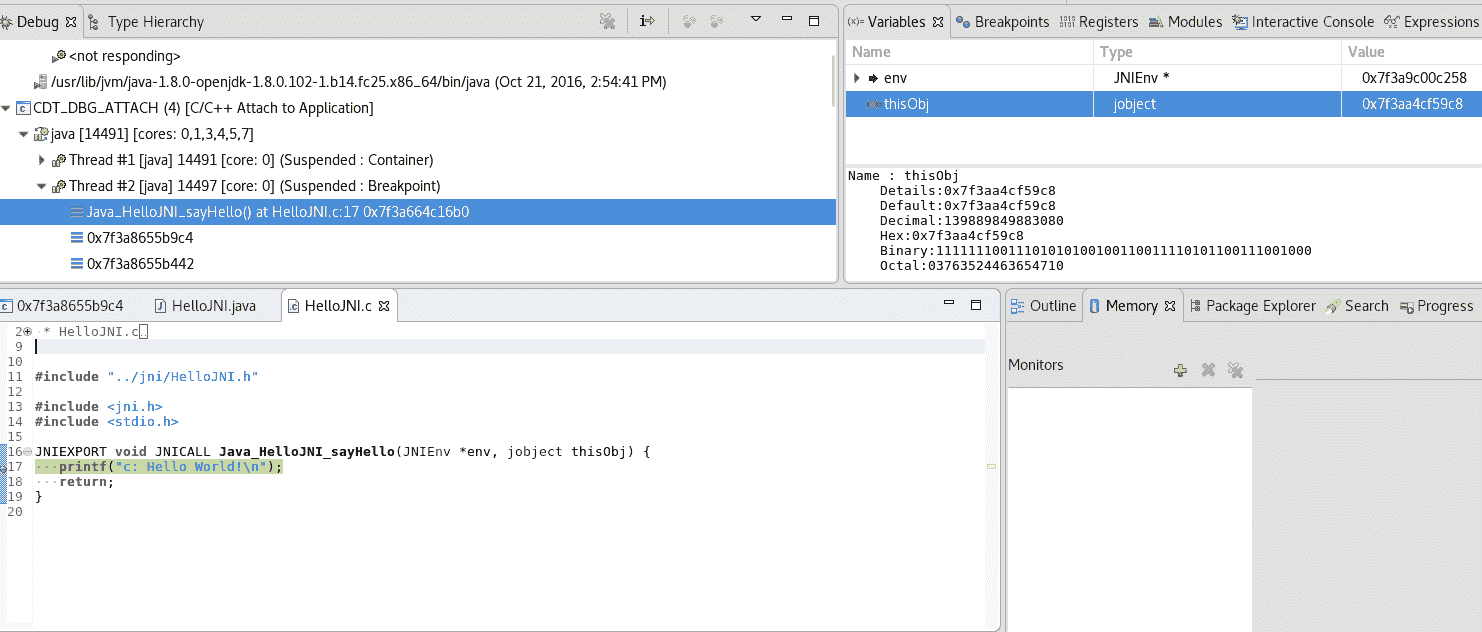 Debug Type Hierarchy
<not responding>
/usr/lib/jvm/java-1.8.0-openjdk-1.8.0.102-1.b14.fc25.x86_64/bin/java (Oct 21, 2016, 2:54:41 PM)
CDT_DBG_ATTACH (4) [C/C++ Attach to Application]
java [14491] [cores: 0,1,3,4,5,7]
Thread #1 [java] 14491 [core: 0] (Suspended : Container)
Thread #2 [java] 14497 [core: 0] (Suspended : Breakpoint)
Java_HelloJNI_sayHello() at HelloJNI.c:17 0x7f3a664c16b0
0x7f3a8655b9c4
0x7f3a8655b442
(x)= Variables Breakpoints Registers Modules Interactive Console Expressions
Name Type Value
env JNIEnv * 0x7f3a9c00c258
thisObj jobject 0x7f3aa4cf59c8
Name : thisObj
Details:0x7f3aa4cf59c8
Default:0x7f3aa4cf59c8
Decimal:139889849883080
Hex:0x7f3aa4cf59c8
Binary:11111110011101010100100110011110101100111001000
Octal:03763524463654710
0x7f3a8655b9c4 HelloJNI.java HelloJNI.c
2 * HelloJNI.c
9
10
11 #include "../jni/HelloJNI.h"
12
13 #include <jni.h>
14 #include <stdio.h>
15
16 JNIEXPORT void JNICALL Java_HelloJNI_sayHello(JNIEnv *env, jobject thisObj) {
17 printf("c: Hello World!\n");
18 return;
19 }
20
Outline Memory Package Explorer Search Progress
Monitors